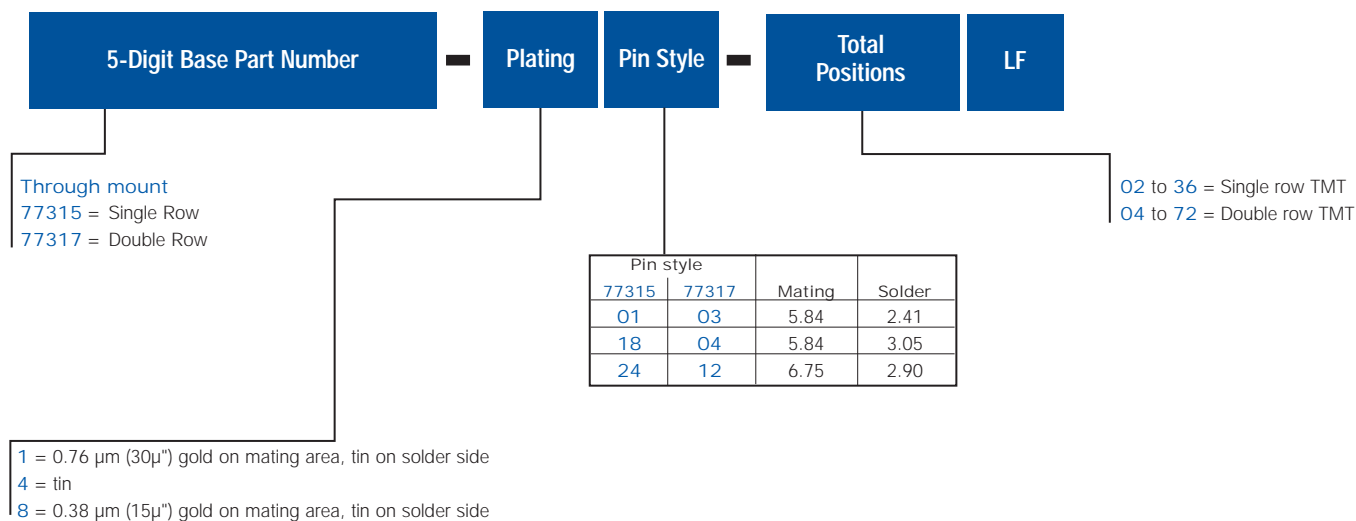 5-Digit Base Part Number
Plating
Pin Style
Total
Positions
LF
Through mount
77315 = Single Row
77317 = Double Row
02 to 36 = Single row TMT
04 to 72 = Double row TMT
Pin style
77315 77317 Mating Solder
01 03 5.84 2.41
18 04 5.84 3.05
24 12 6.75 2.90
1 = 0.76 µm (30µ") gold on mating area, tin on solder side
4 = tin
8 = 0.38 µm (15µ") gold on mating area, tin on solder side